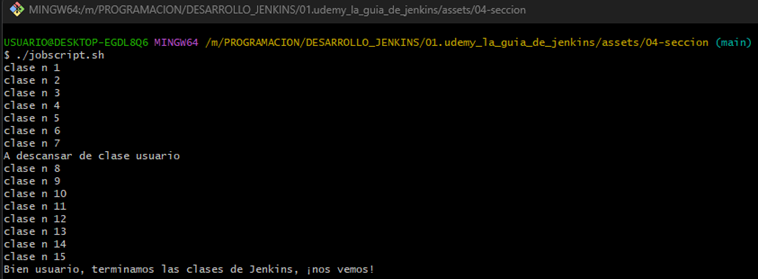 MINGW64:/m/PROGRAMACION/DESARROLLO_JENKINS/01.udemy_la_guia_de_jenkins/assets/04-seccion
USUARIO@DESKTOP-EGDL8Q6 MINGW64 /m/PROGRAMACION/DESARROLLO_JENKINS/01.udemy_la_guia_de_jenkins/assets/04-seccion (main)
$ ./jobscript.sh
clase n 1
clase n 2
clase n 3
clase n 4
clase n 5
clase n 6
clase n 7
A descansar de clase usuario
clase n 8
clase n 9
clase n 10
clase n 11
clase n 12
clase n 13
clase n 14
clase n 15
Bien usuario, terminamos las clases de Jenkins, ¡nos vemos!